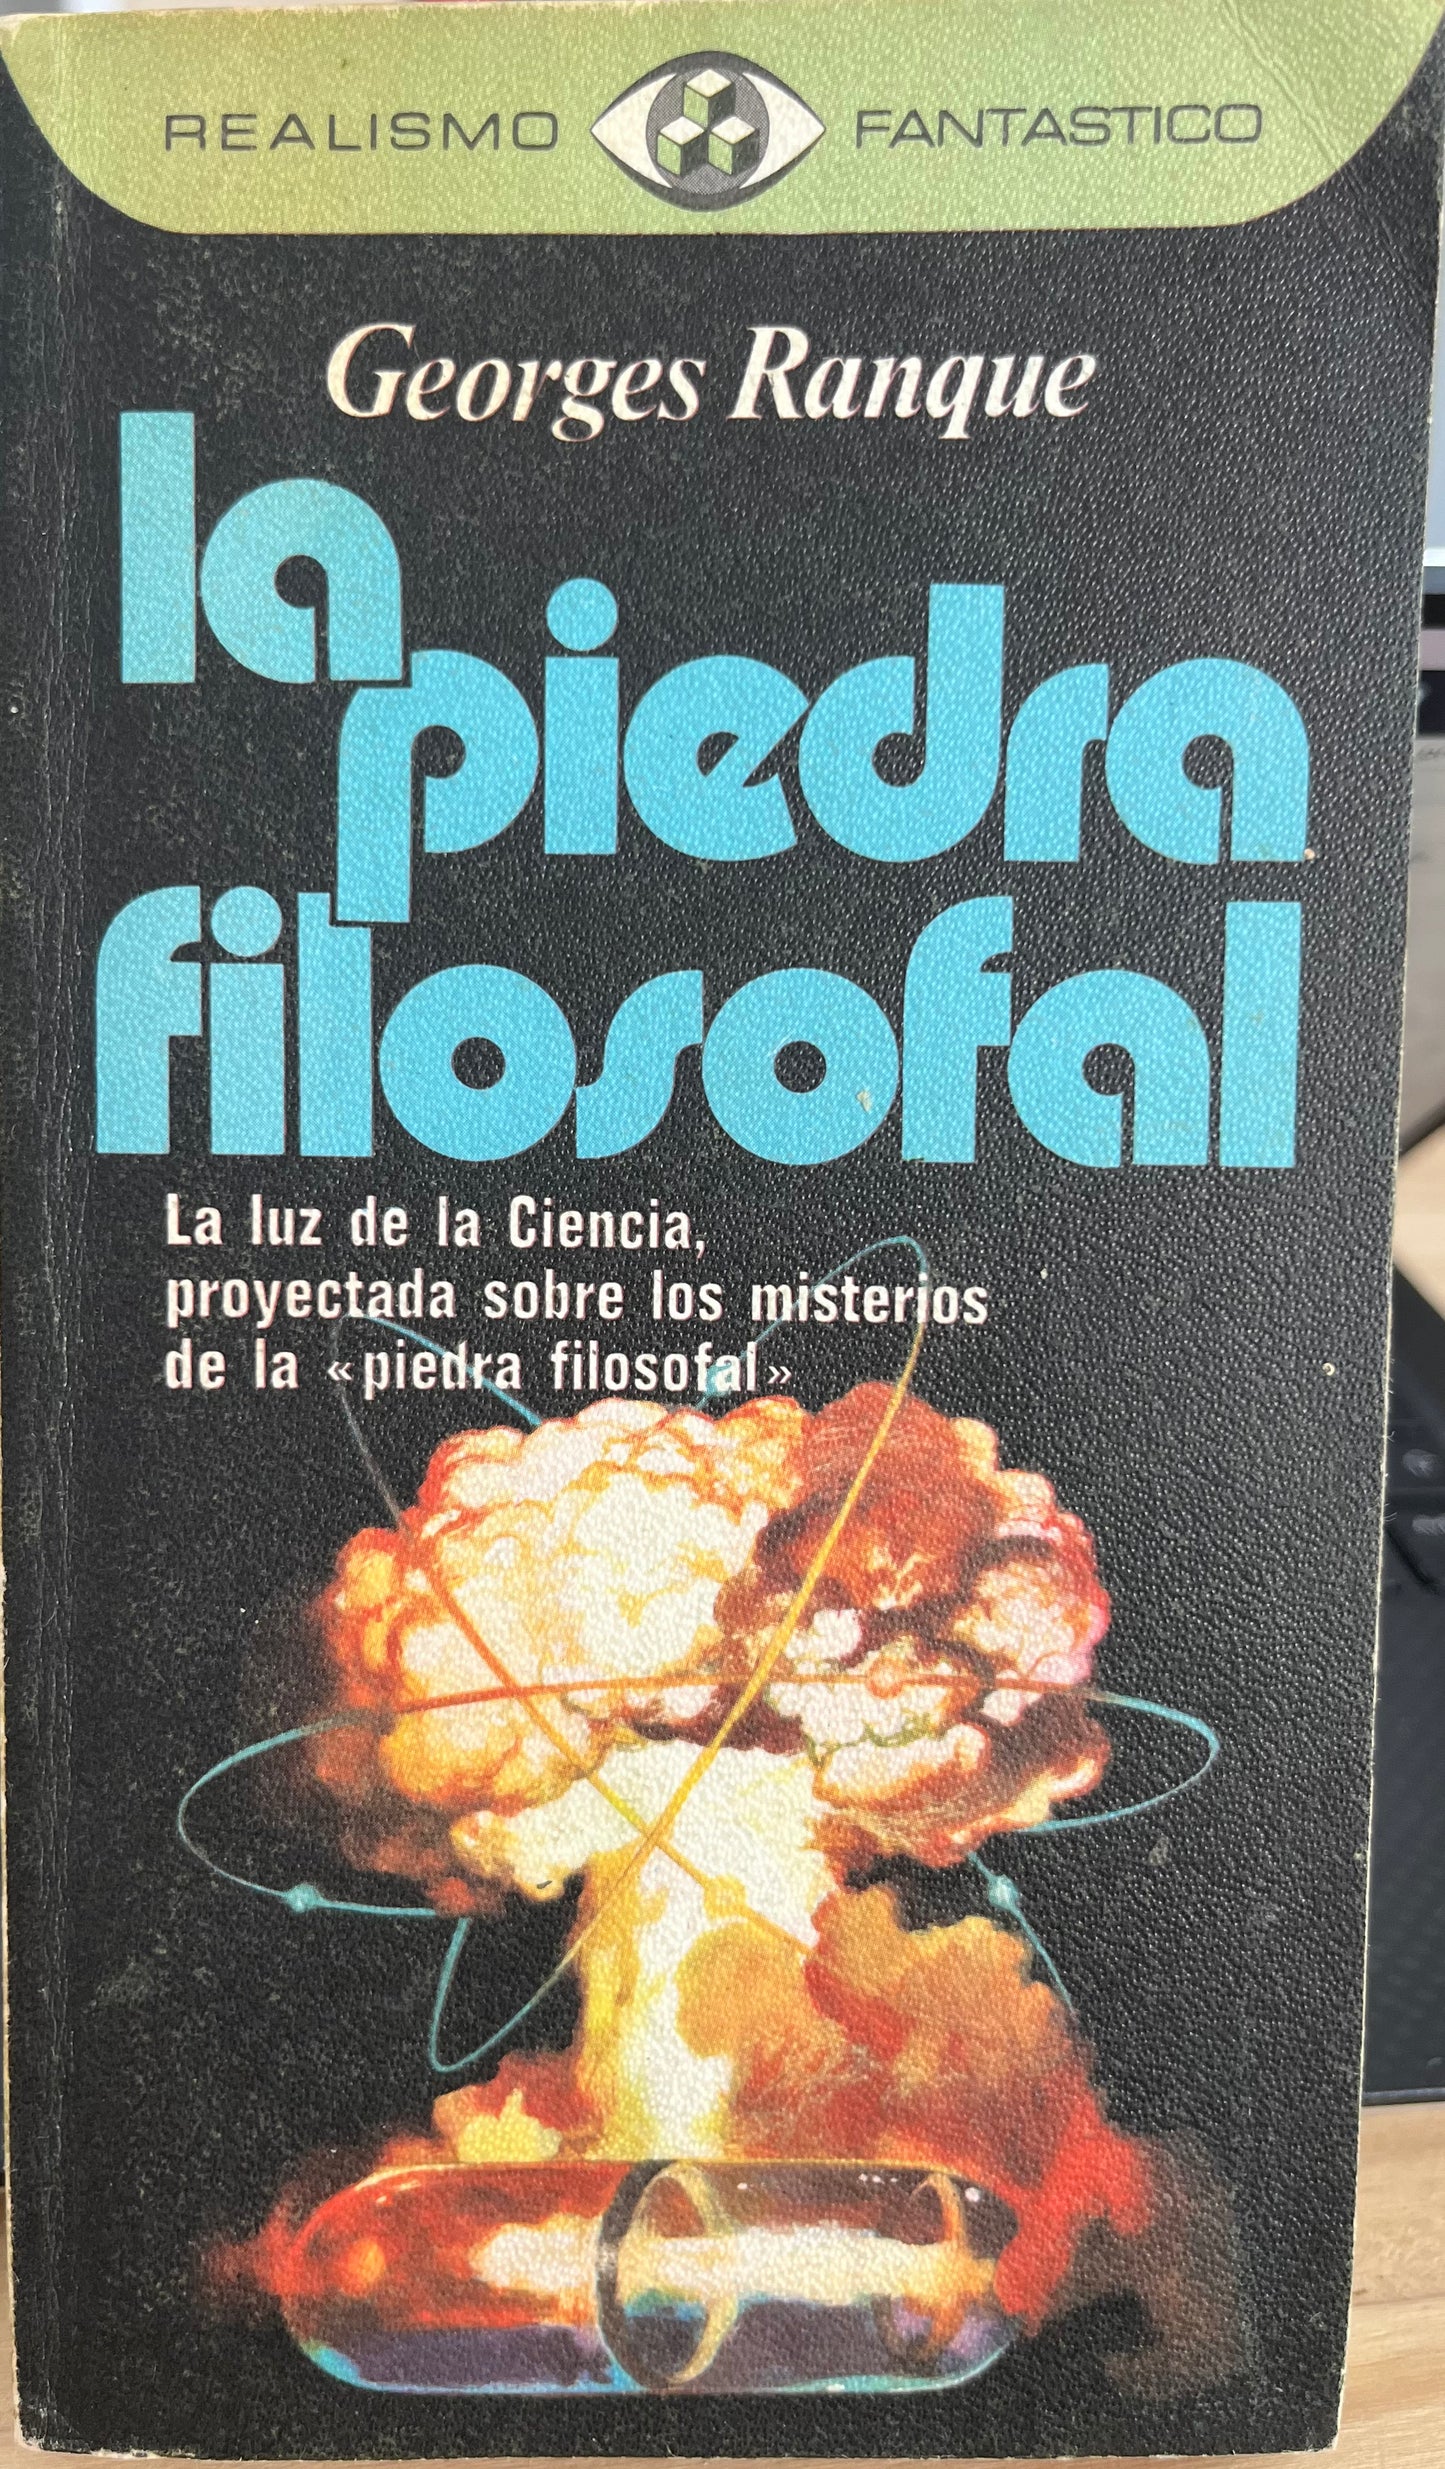 REALISMO FANTASTICO
Georges Ranque
la
piedra
filosofal
La luz de la Ciencia,
proyectada sobre los misterios
de la «piedra filosofal»